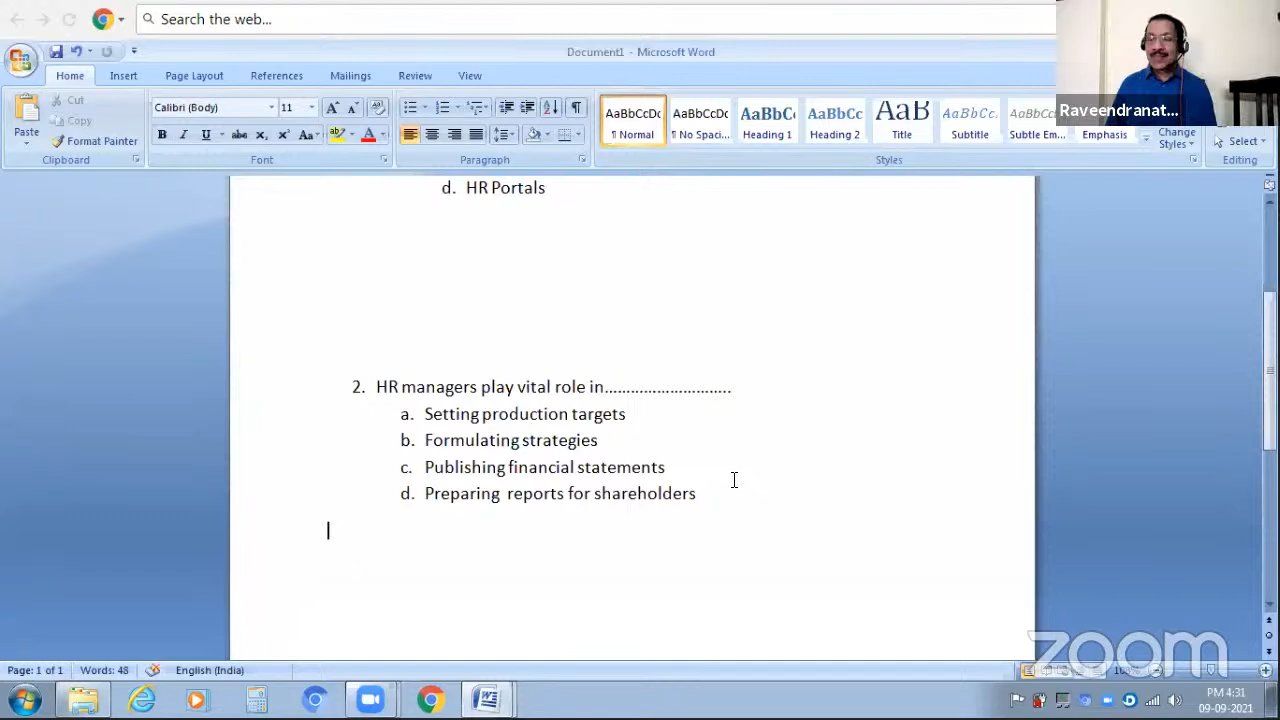 Search the web...
Document1 - Microsoft Word
Raveendranat...
Home Insert Page Layout References Mailings Review View
Paste
Cut
Copy
Format Painter
Clipboard
Calibri (Body) 11
Font
Paragraph
AaBbCcDc AaBbCcDc AaBbC AaBbCc AaB AaBbCc. AaBbCc AaBbCc
¶ Normal ¶ No Spaci... Heading 1 Heading 2 Title Subtitle Subtle Em... Emphasis
Change Styles
Styles
Select
Editing
d. HR Portals
2. HR managers play vital role in............................
a. Setting production targets
b. Formulating strategies
c. Publishing financial statements
d. Preparing reports for shareholders
zoom
Page: 1 of 1 Words: 48 English (India)
PM 4:31
09-09-2021